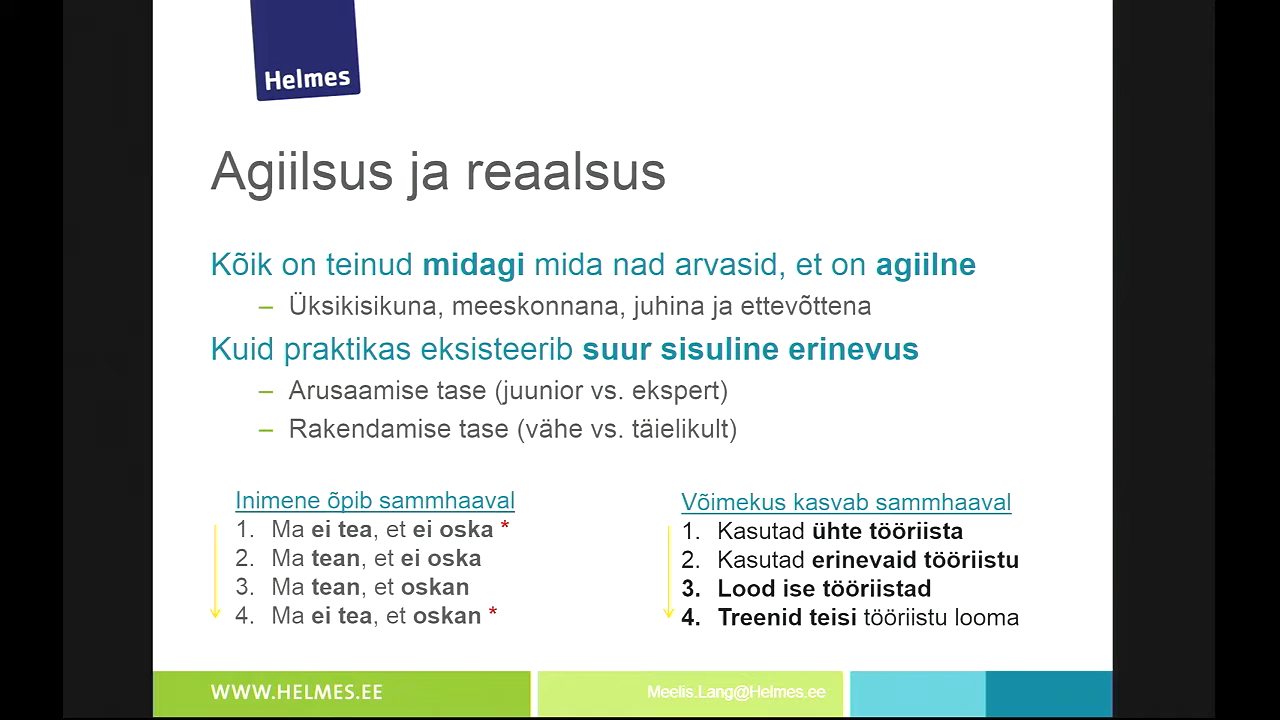 Helmes
Agiilsus ja reaalsus
Kõik on teinud midagi mida nad arvasid, et on agiilne
– Üksikisikuna, meeskonnana, juhina ja ettevõttena
Kuid praktikas eksisteerib suur sisuline erinevus
– Arusaamise tase (juunior vs. ekspert)
– Rakendamise tase (vähe vs. täielikult)
Inimene õpib sammhaaval
1. Ma ei tea, et ei oska *
2. Ma tean, et ei oska
3. Ma tean, et oskan
4. Ma ei tea, et oskan *
Võimekus kasvab sammhaaval
1. Kasutad ühte tööriista
2. Kasutad erinevaid tööriistu
3. Lood ise tööriistad
4. Treenid teisi tööriistu looma
WWW.HELMES.EE
Meelis.Lang@Helmes.ee